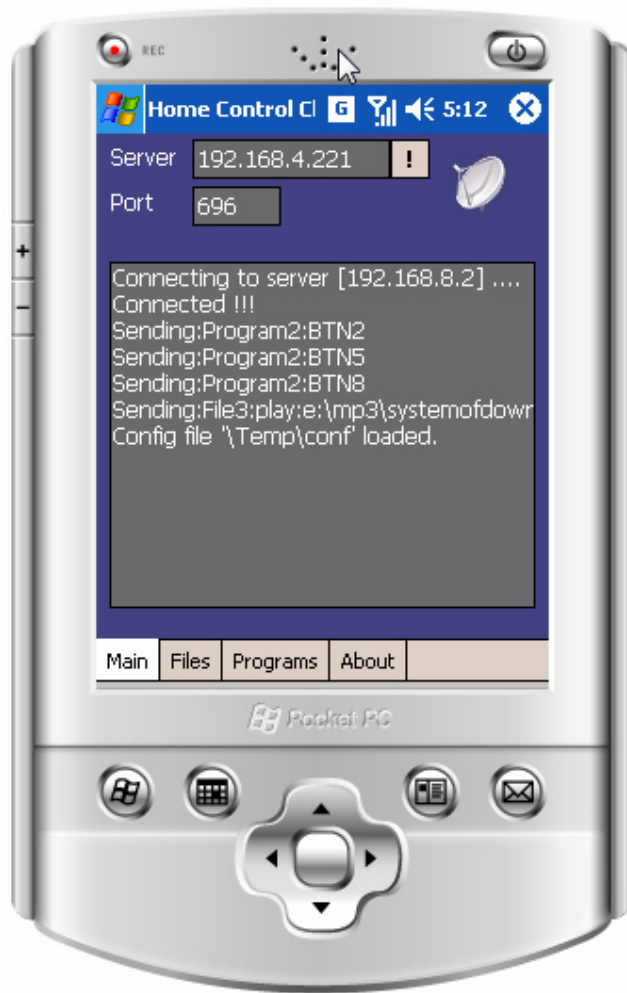 REC
Home Control Cl G 5:12
Server 192.168.4.221 !
Port 696
+
Connecting to server [192.168.8.2] ....
−
Connected !!!
Sending:Program2:BTN2
Sending:Program2:BTN5
Sending:Program2:BTN8
Sending:File3:play:e:\mp3\systemofdowr
Config file '\Temp\conf' loaded.
Main Files Programs About
Pocket PC